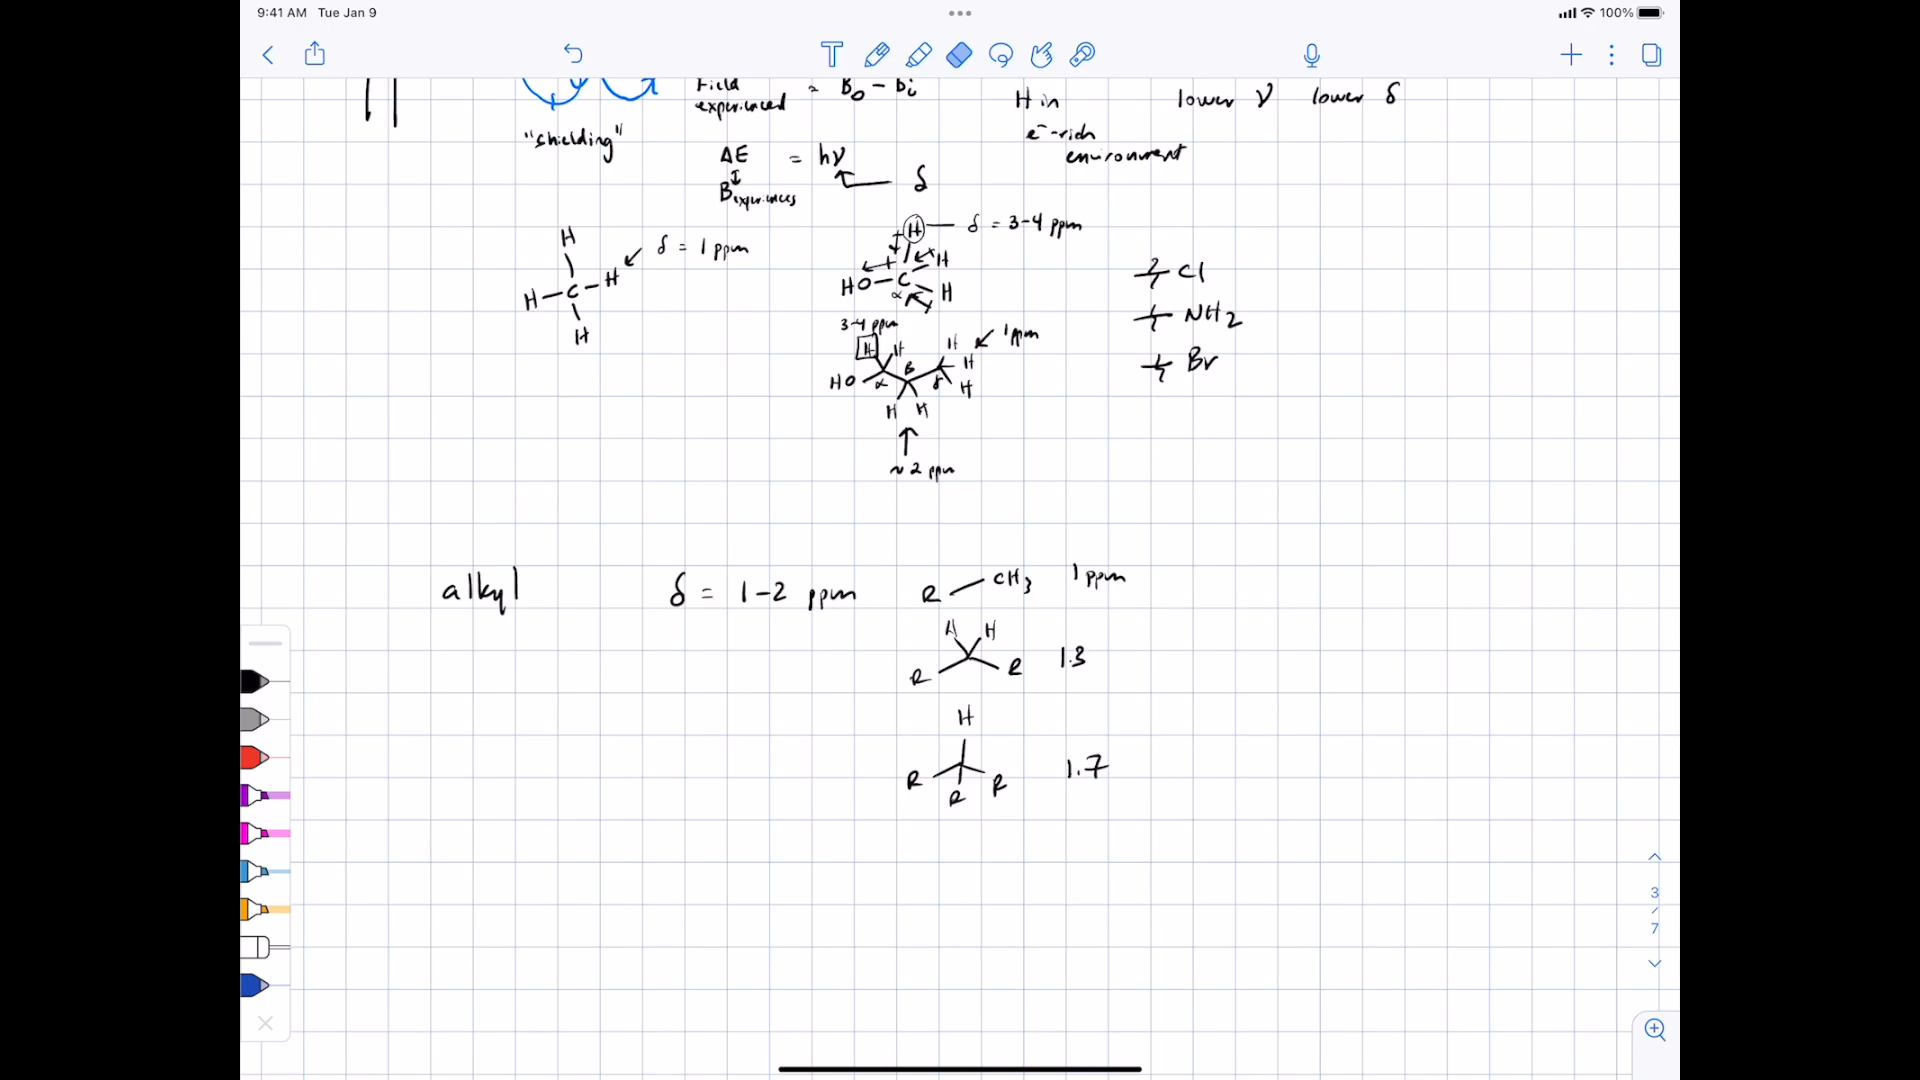 9:41 AM Tue Jan 9
100%
Field experienced = B₀ - Bi
H in e⁻-rich environment
lower ν lower δ
"shielding"
ΔE = hν
B experiences
δ
H
H-C-H
H
δ = 1 ppm
H δ = 3-4 ppm
HO-C H
α H
Cl
NH2
Br
3-4 ppm
H H
HO α β γ
H H H
1 ppm
H H
~2 ppm
alkyl δ = 1-2 ppm R CH3 1 ppm
H H
R R 1.3
H
R R R 1.7
3
7